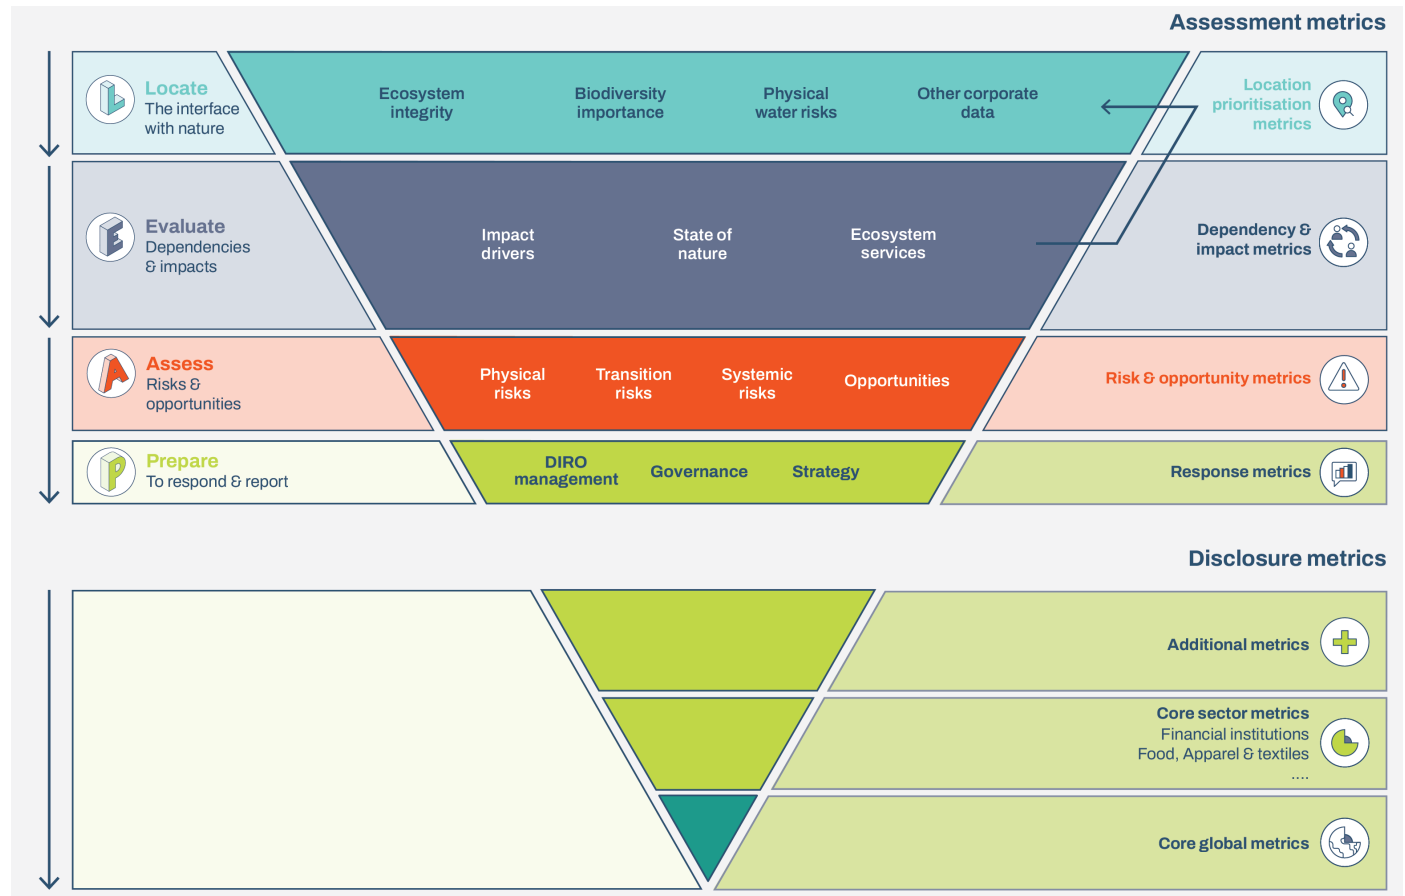 Assessment metrics
L
Locate
The interface
with nature
Ecosystem
integrity
Biodiversity
importance
Physical
water risks
Other corporate
data
Location
prioritisation
metrics
E
Evaluate
Dependencies
& impacts
Impact
drivers
State of
nature
Ecosystem
services
Dependency &
impact metrics
A
Assess
Risks &
opportunities
Physical
risks
Transition
risks
Systemic
risks
Opportunities
Risk & opportunity metrics
P
Prepare
To respond & report
DIRO
management
Governance
Strategy
Response metrics
Disclosure metrics
Additional metrics
Core sector metrics
Financial institutions
Food, Apparel & textiles
....
Core global metrics